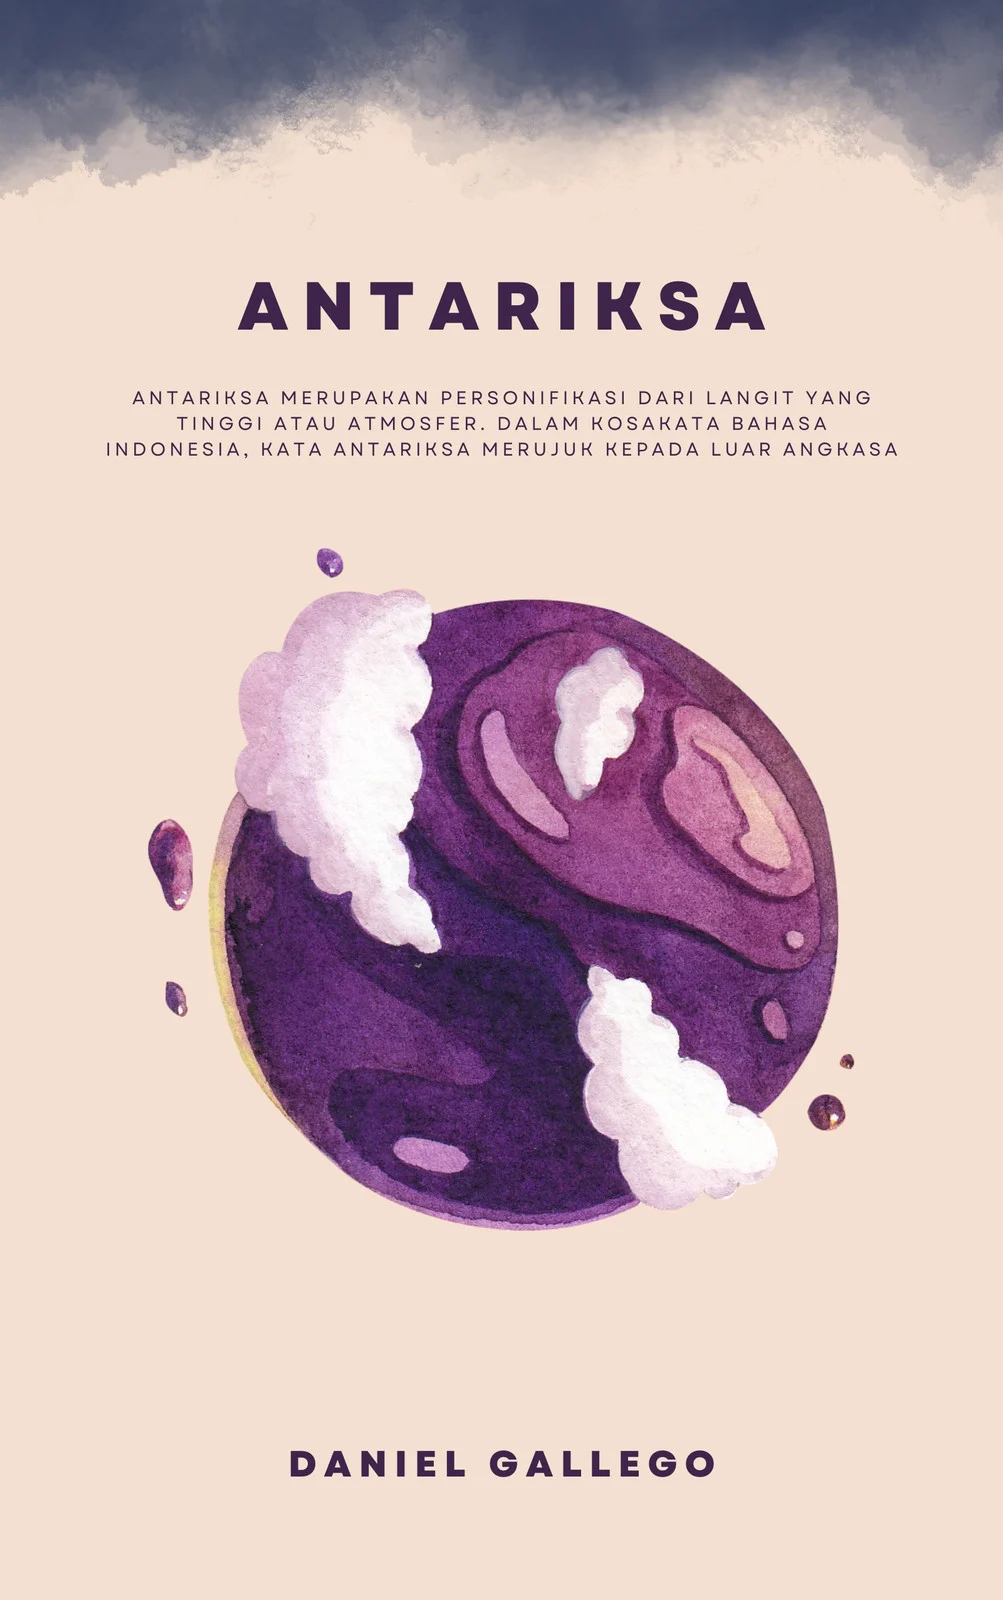 ANTARIKSA
ANTARIKSA MERUPAKAN PERSONIFIKASI DARI LANGIT YANG
TINGGI ATAU ATMOSFER. DALAM KOSAKATA BAHASA
INDONESIA, KATA ANTARIKSA MERUJUK KEPADA LUAR ANGKASA
DANIEL GALLEGO